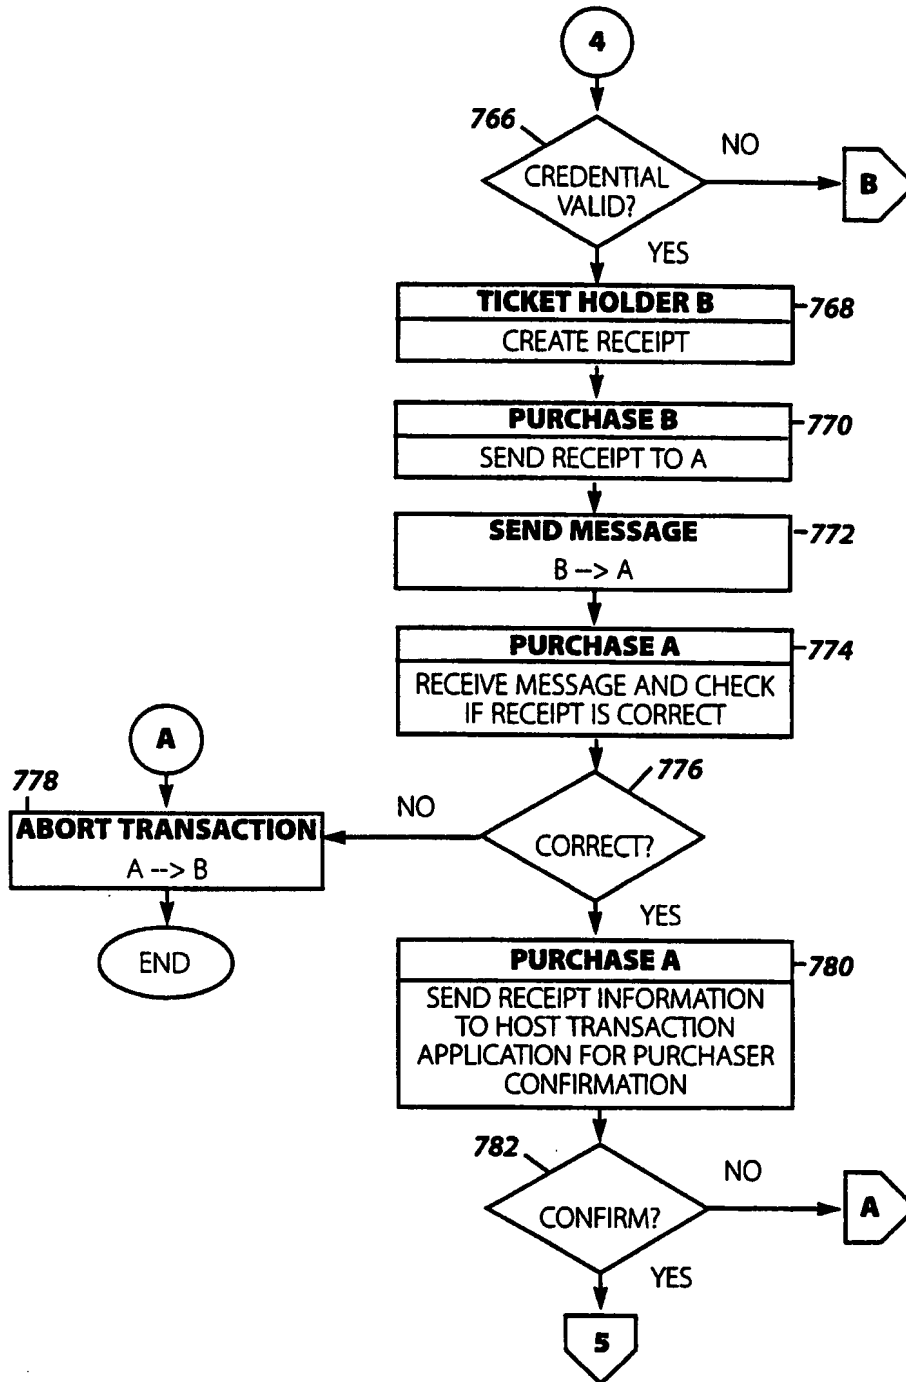 4
766
NO
CREDENTIAL
VALID?
B
YES
TICKET HOLDER B
768
CREATE RECEIPT
PURCHASE B
770
SEND RECEIPT TO A
SEND MESSAGE
772
B --> A
PURCHASE A
774
RECEIVE MESSAGE AND CHECK
IF RECEIPT IS CORRECT
A
778
776
NO
ABORT TRANSACTION
A --> B
CORRECT?
YES
END
PURCHASE A
780
SEND RECEIPT INFORMATION
TO HOST TRANSACTION
APPLICATION FOR PURCHASER
CONFIRMATION
782
NO
CONFIRM?
A
YES
5